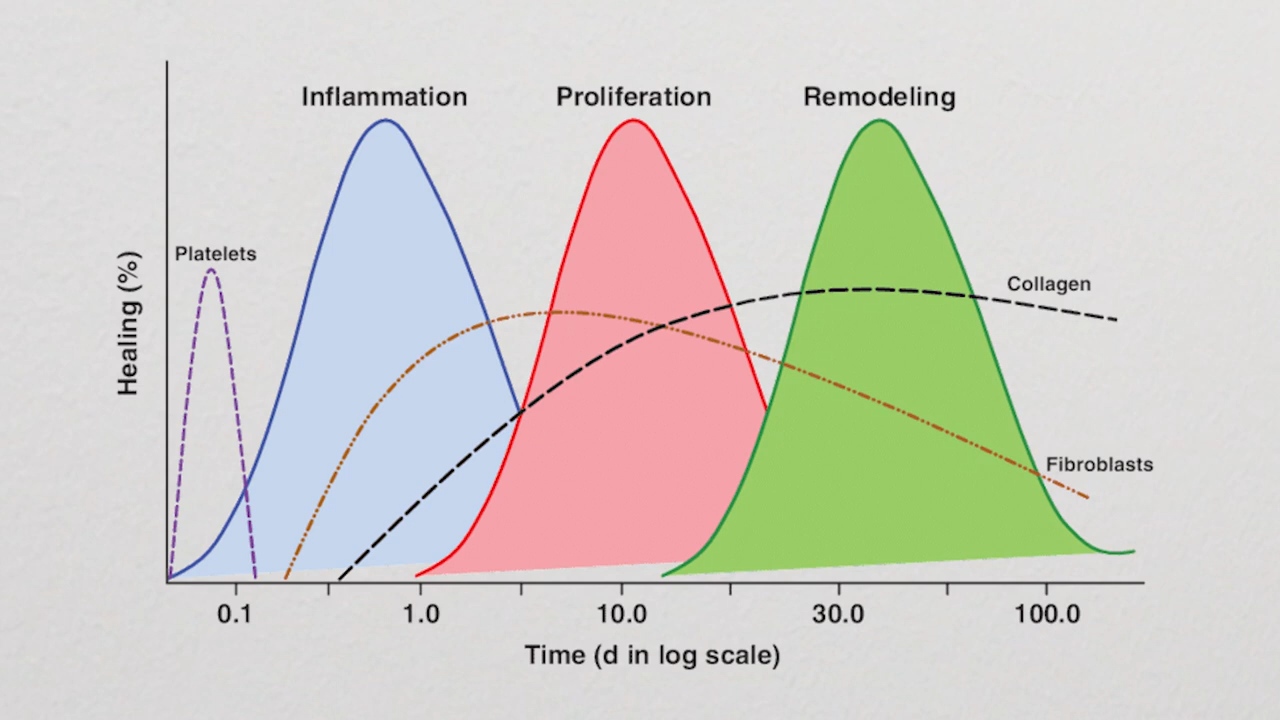 Inflammation
Proliferation
Remodeling
Platelets
Collagen
Fibroblasts
Healing (%)
0.1
1.0
10.0
30.0
100.0
Time (d in log scale)